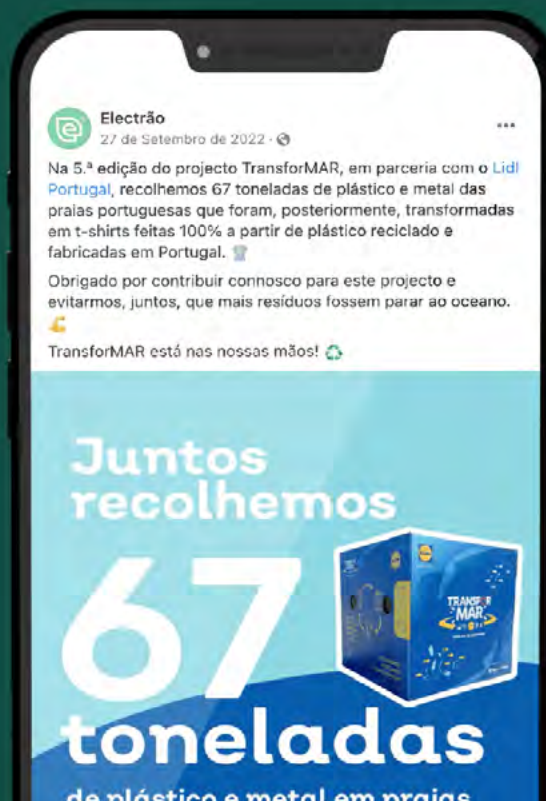 Electrão
27 de Setembro de 2022 ·
Na 5.ª edição do projecto TransforMAR, em parceria com o Lidl
Portugal, recolhemos 67 toneladas de plástico e metal das
praias portuguesas que foram, posteriormente, transformadas
em t-shirts feitas 100% a partir de plástico reciclado e
fabricadas em Portugal.
Obrigado por contribuir connosco para este projecto e
evitarmos, juntos, que mais resíduos fossem parar ao oceano.
TransforMAR está nas nossas mãos!
Juntos
recolhemos
67
TRANSFOR
MAR
toneladas
de plástico e metal em praias